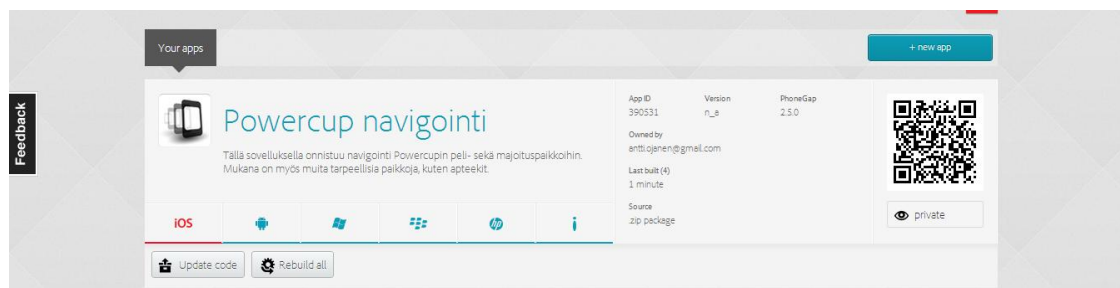 Feedback
Your apps
+ new app
Powercup navigointi
Tällä sovelluksella onnistuu navigointi Powercupin peli- sekä majoituspaikkoihin.
Mukana on myös muita tarpeellisia paikkoja, kuten apteekit.
App ID Version PhoneGap
390531 n_a 2.5.0
Owned by
antti.ojanen@gmail.com
Last built (4)
1 minute
Source
.zip package
private
iOS
hp
Update code Rebuild all